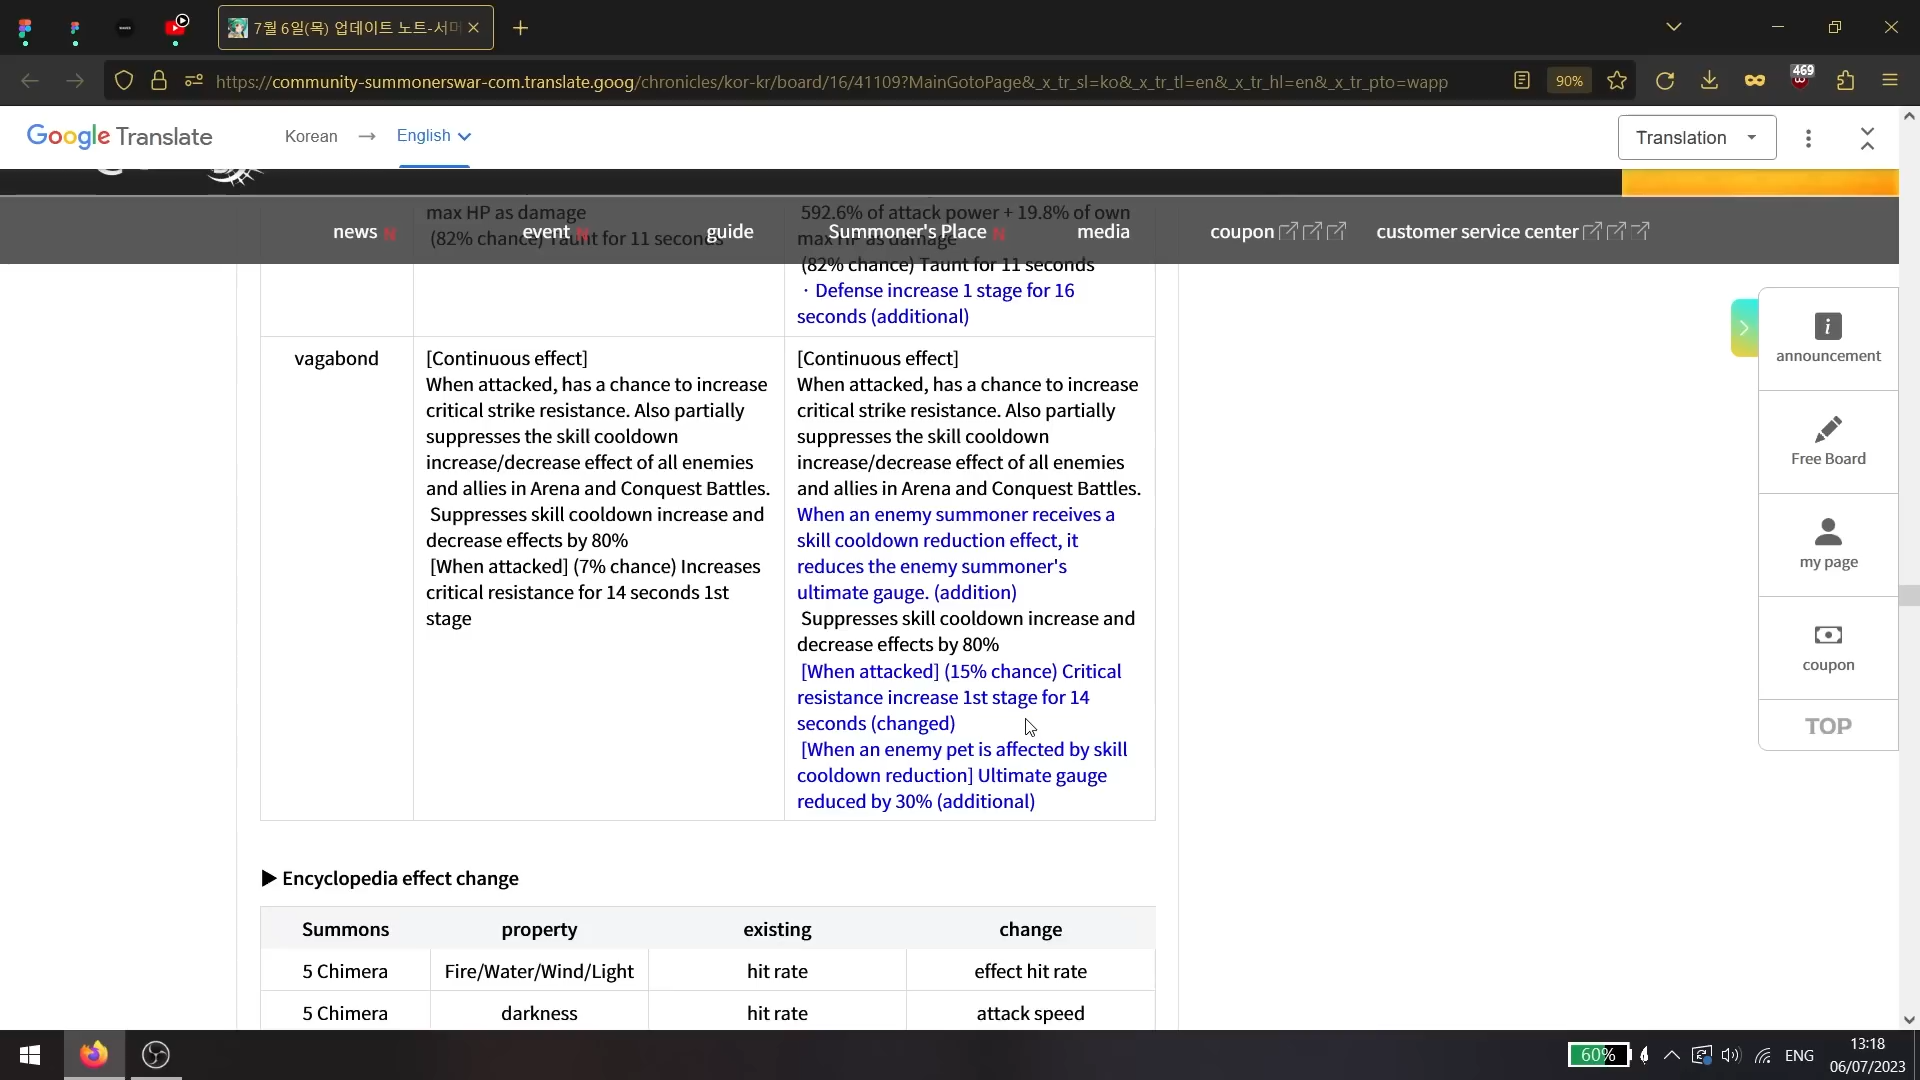 7월 6일(목) 업데이트 노트-서머
https://community-summonerswar-com.translate.goog/chronicles/kor-kr/board/16/41109?MainGotoPage&_x_tr_sl=ko&_x_tr_tl=en&_x_tr_hl=en&_x_tr_pto=wapp
90%
469
Google Translate
Korean → English
Translation
max HP as damage
(82% chance) Taunt for 11 seconds
592.6% of attack power + 19.8% of own
max HP as damage
news N
event N
guide
Summoner's Place N
media
coupon
customer service center
(82% chance) Taunt for 11 seconds
· Defense increase 1 stage for 16
seconds (additional)
vagabond
[Continuous effect]
When attacked, has a chance to increase
critical strike resistance. Also partially
suppresses the skill cooldown
increase/decrease effect of all enemies
and allies in Arena and Conquest Battles.
Suppresses skill cooldown increase and
decrease effects by 80%
[When attacked] (7% chance) Increases
critical resistance for 14 seconds 1st
stage
[Continuous effect]
When attacked, has a chance to increase
critical strike resistance. Also partially
suppresses the skill cooldown
increase/decrease effect of all enemies
and allies in Arena and Conquest Battles.
When an enemy summoner receives a
skill cooldown reduction effect, it
reduces the enemy summoner's
ultimate gauge. (addition)
Suppresses skill cooldown increase and
decrease effects by 80%
[When attacked] (15% chance) Critical
resistance increase 1st stage for 14
seconds (changed)
[When an enemy pet is affected by skill
cooldown reduction] Ultimate gauge
reduced by 30% (additional)
▶ Encyclopedia effect change
Summons property existing change
5 Chimera Fire/Water/Wind/Light hit rate effect hit rate
5 Chimera darkness hit rate attack speed
announcement
Free Board
my page
coupon
TOP
60%
ENG
13:18
06/07/2023